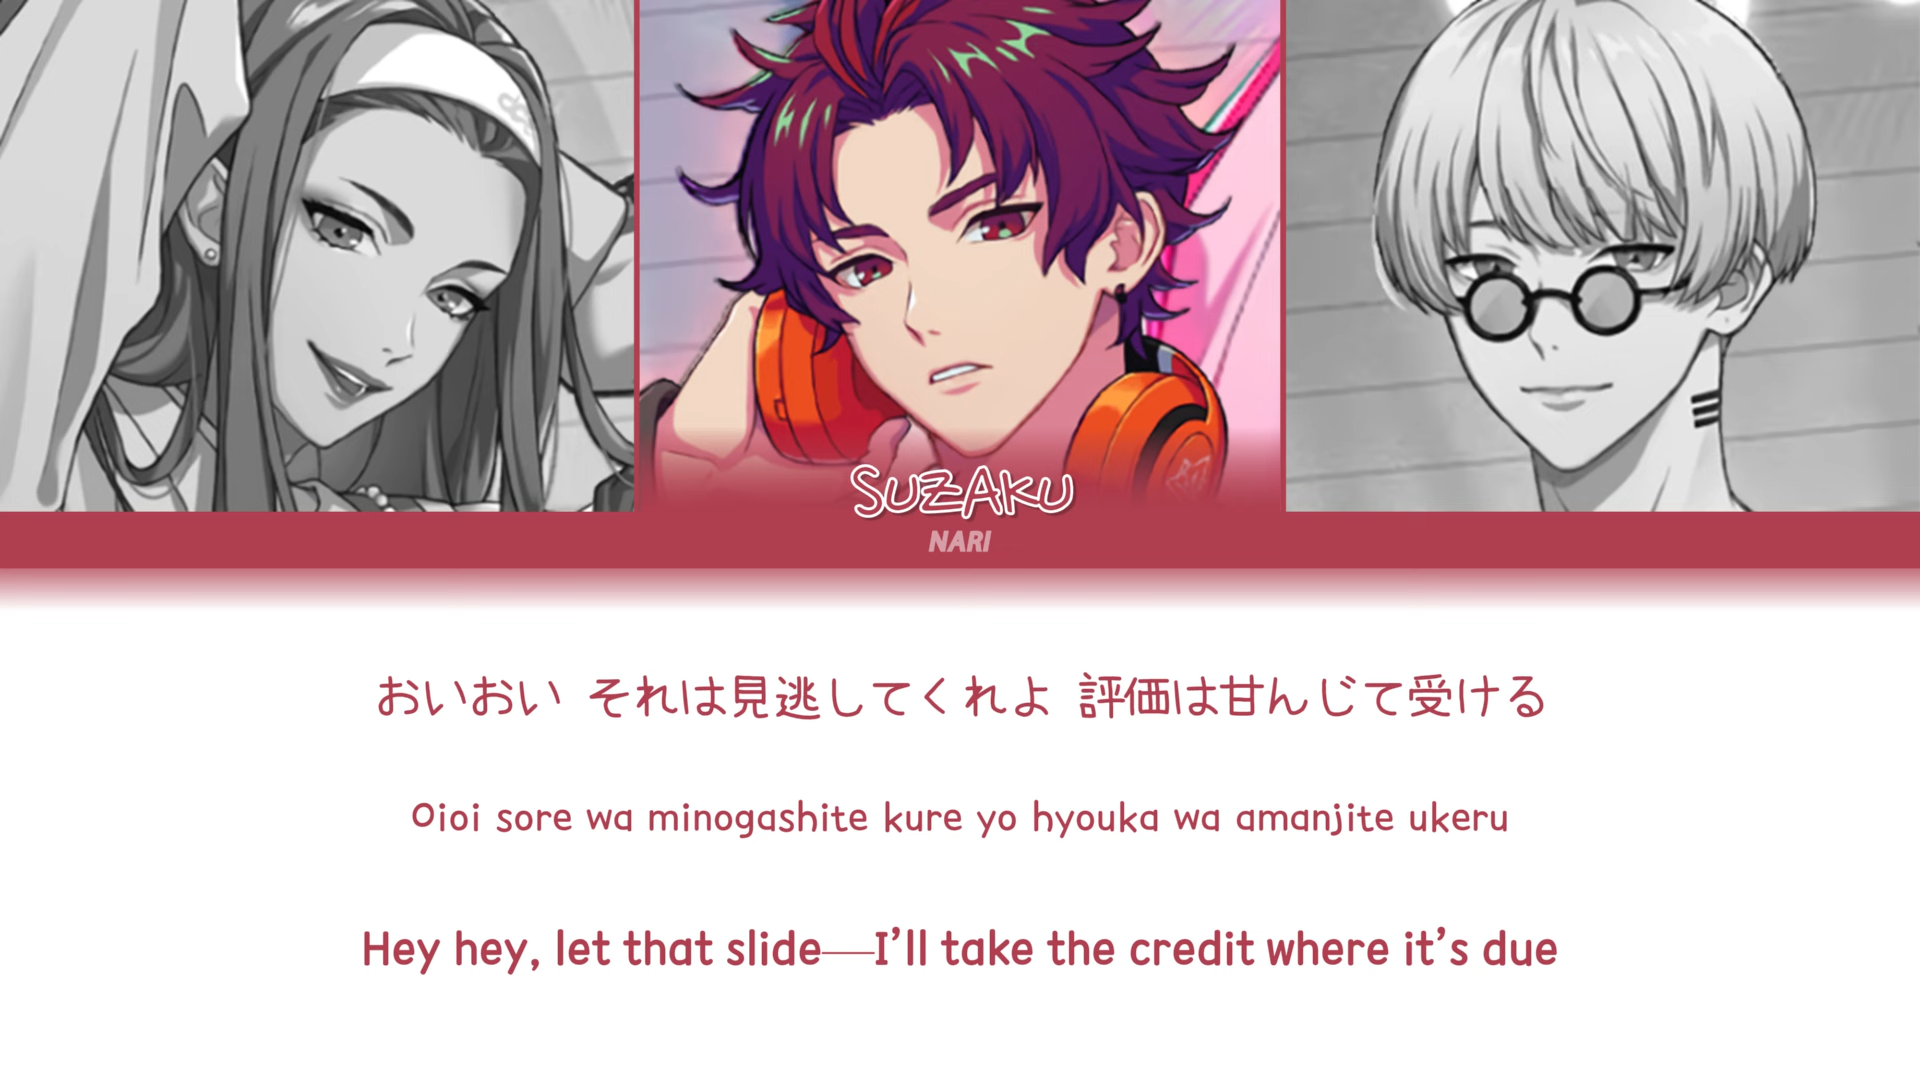 SUZAKU
NARI
おいおい それは見逃してくれよ 評価は甘んじて受ける
Oioi sore wa minogashite kure yo hyouka wa amanjite ukeru
Hey hey, let that slide—I’ll take the credit where it’s due